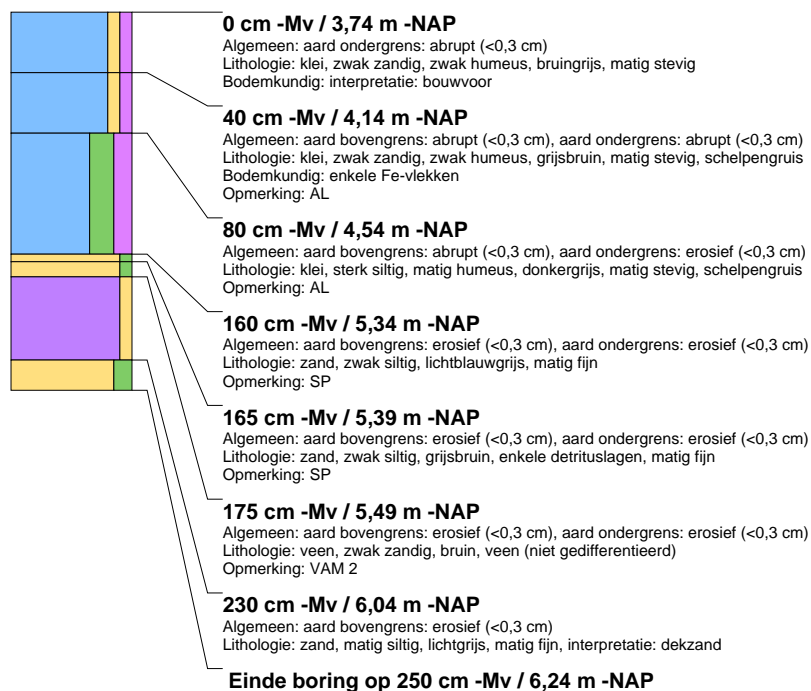 0 cm -Mv / 3,74 m -NAP
Algemeen: aard ondergrens: abrupt (<0,3 cm)
Lithologie: klei, zwak zandig, zwak humeus, bruingrijs, matig stevig
Bodemkundig: interpretatie: bouwvoor
40 cm -Mv / 4,14 m -NAP
Algemeen: aard bovengrens: abrupt (<0,3 cm), aard ondergrens: abrupt (<0,3 cm)
Lithologie: klei, zwak zandig, zwak humeus, grijsbruin, matig stevig, schelpengruis
Bodemkundig: enkele Fe-vlekken
Opmerking: AL
80 cm -Mv / 4,54 m -NAP
Algemeen: aard bovengrens: abrupt (<0,3 cm), aard ondergrens: erosief (<0,3 cm)
Lithologie: klei, sterk siltig, matig humeus, donkergrijs, matig stevig, schelpengruis
Opmerking: AL
160 cm -Mv / 5,34 m -NAP
Algemeen: aard bovengrens: erosief (<0,3 cm), aard ondergrens: erosief (<0,3 cm)
Lithologie: zand, zwak siltig, lichtblauwgrijs, matig fijn
Opmerking: SP
165 cm -Mv / 5,39 m -NAP
Algemeen: aard bovengrens: erosief (<0,3 cm), aard ondergrens: erosief (<0,3 cm)
Lithologie: zand, zwak siltig, grijsbruin, enkele detrituslagen, matig fijn
Opmerking: SP
175 cm -Mv / 5,49 m -NAP
Algemeen: aard bovengrens: erosief (<0,3 cm), aard ondergrens: erosief (<0,3 cm)
Lithologie: veen, zwak zandig, bruin, veen (niet gedifferentieerd)
Opmerking: VAM 2
230 cm -Mv / 6,04 m -NAP
Algemeen: aard bovengrens: erosief (<0,3 cm)
Lithologie: zand, matig siltig, lichtgrijs, matig fijn, interpretatie: dekzand
Einde boring op 250 cm -Mv / 6,24 m -NAP